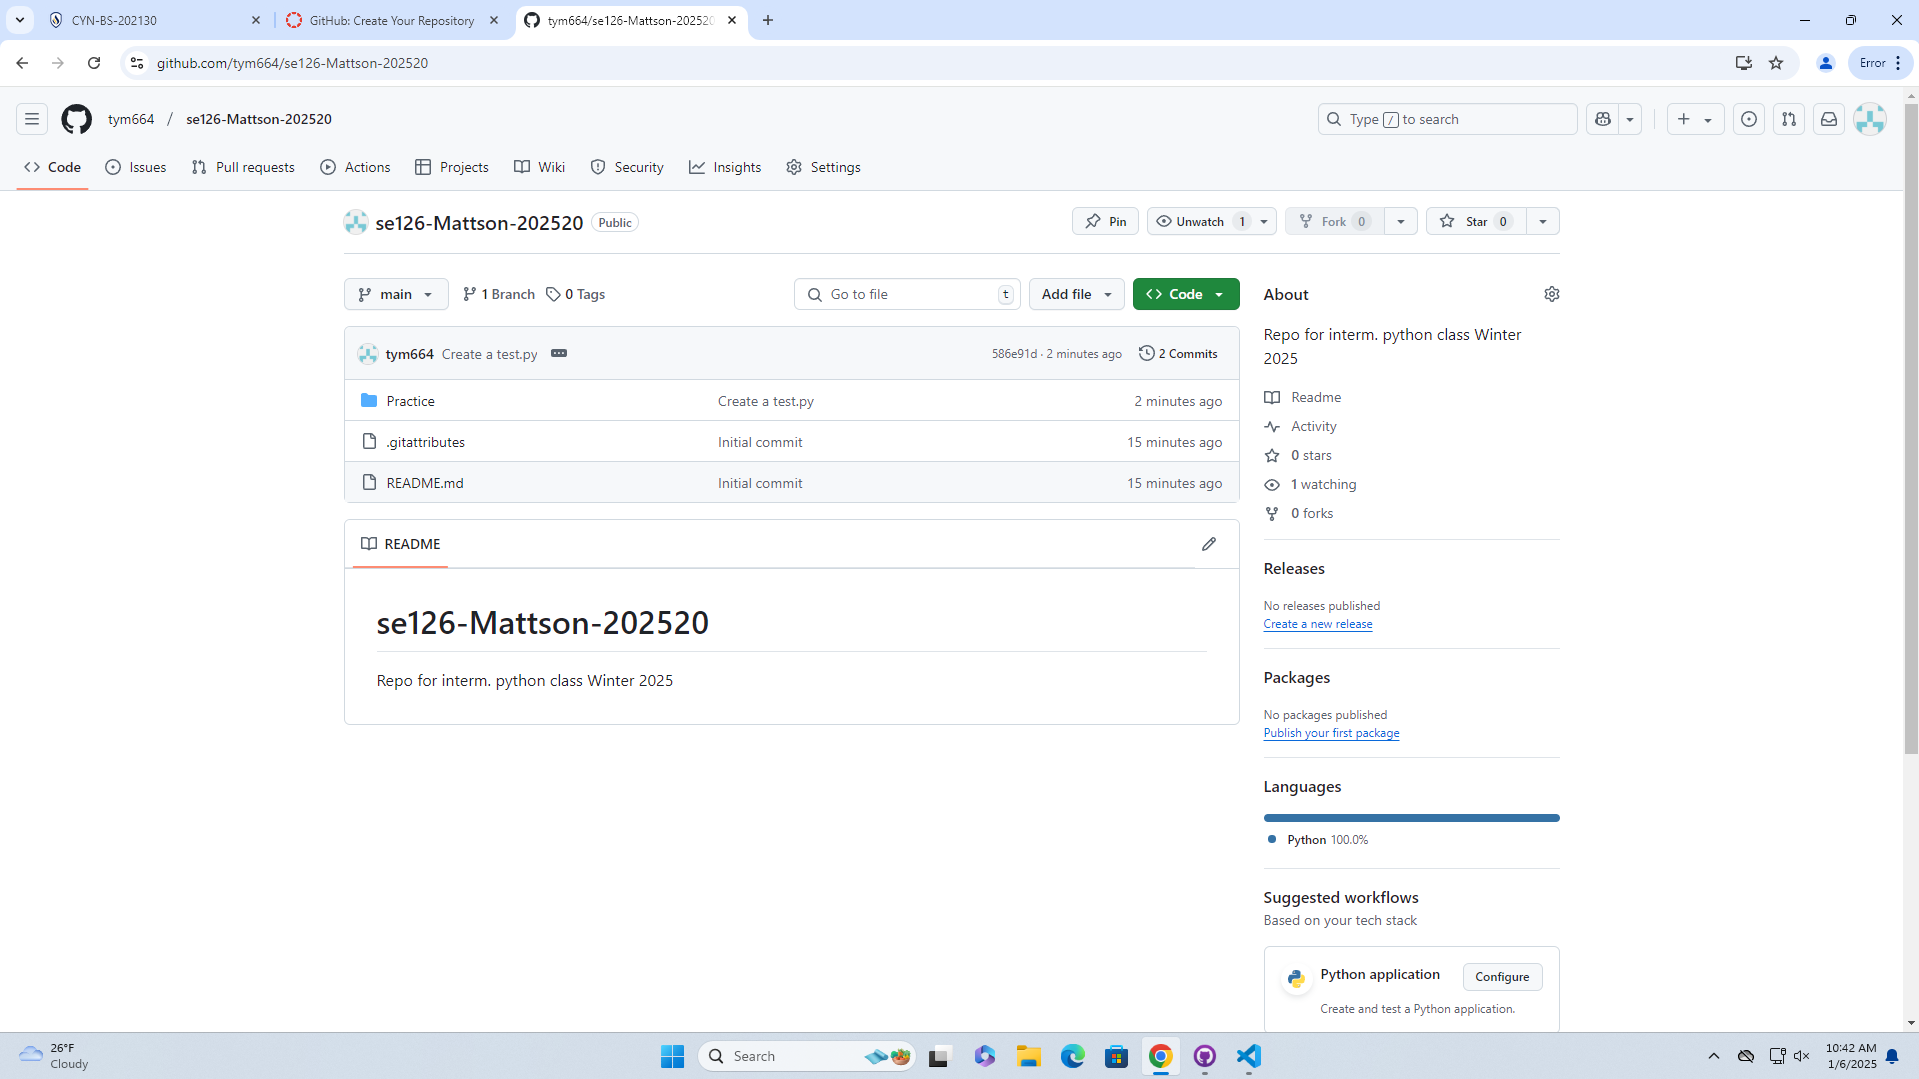 CYN-BS-202130
GitHub: Create Your Repository
tym664/se126-Mattson-202520
github.com/tym664/se126-Mattson-202520
Error
tym664 / se126-Mattson-202520
Type / to search
Code
Issues
Pull requests
Actions
Projects
Wiki
Security
Insights
Settings
se126-Mattson-202520
Public
Pin
Unwatch 1
Fork 0
Star 0
main
1 Branch
0 Tags
Go to file
t
Add file
Code
tym664 Create a test.py
586e91d · 2 minutes ago
2 Commits
Practice Create a test.py 2 minutes ago
.gitattributes Initial commit 15 minutes ago
README.md Initial commit 15 minutes ago
README
se126-Mattson-202520
Repo for interm. python class Winter 2025
About
Repo for interm. python class Winter
2025
Readme
Activity
0 stars
1 watching
0 forks
Releases
No releases published
Create a new release
Packages
No packages published
Publish your first package
Languages
Python 100.0%
Suggested workflows
Based on your tech stack
Python application
Configure
Create and test a Python application.
26°F
Cloudy
Search
10:42 AM
1/6/2025